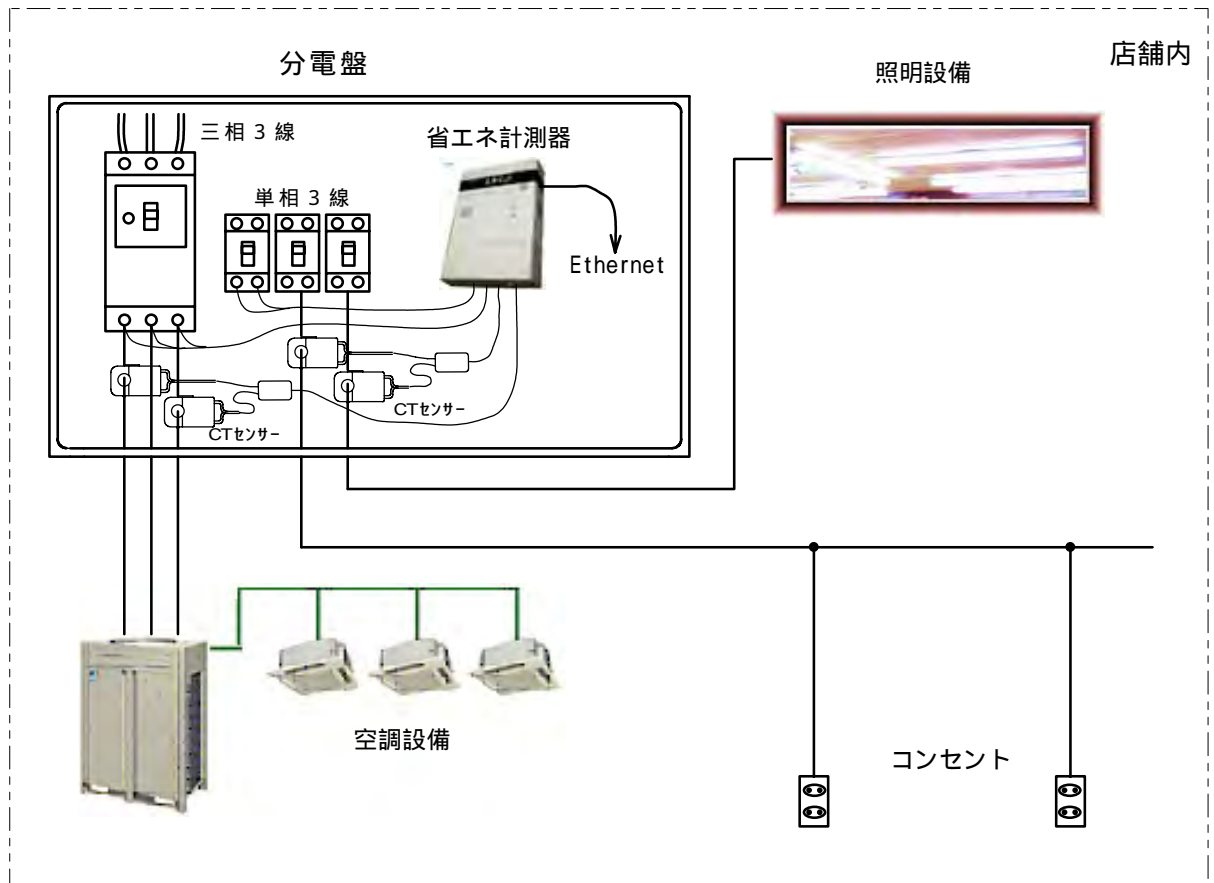 店舗内
分電盤
照明設備
三相３線
省エネ計測器
単相３線
Ethernet
CTセンサー
CTセンサー
空調設備
コンセント